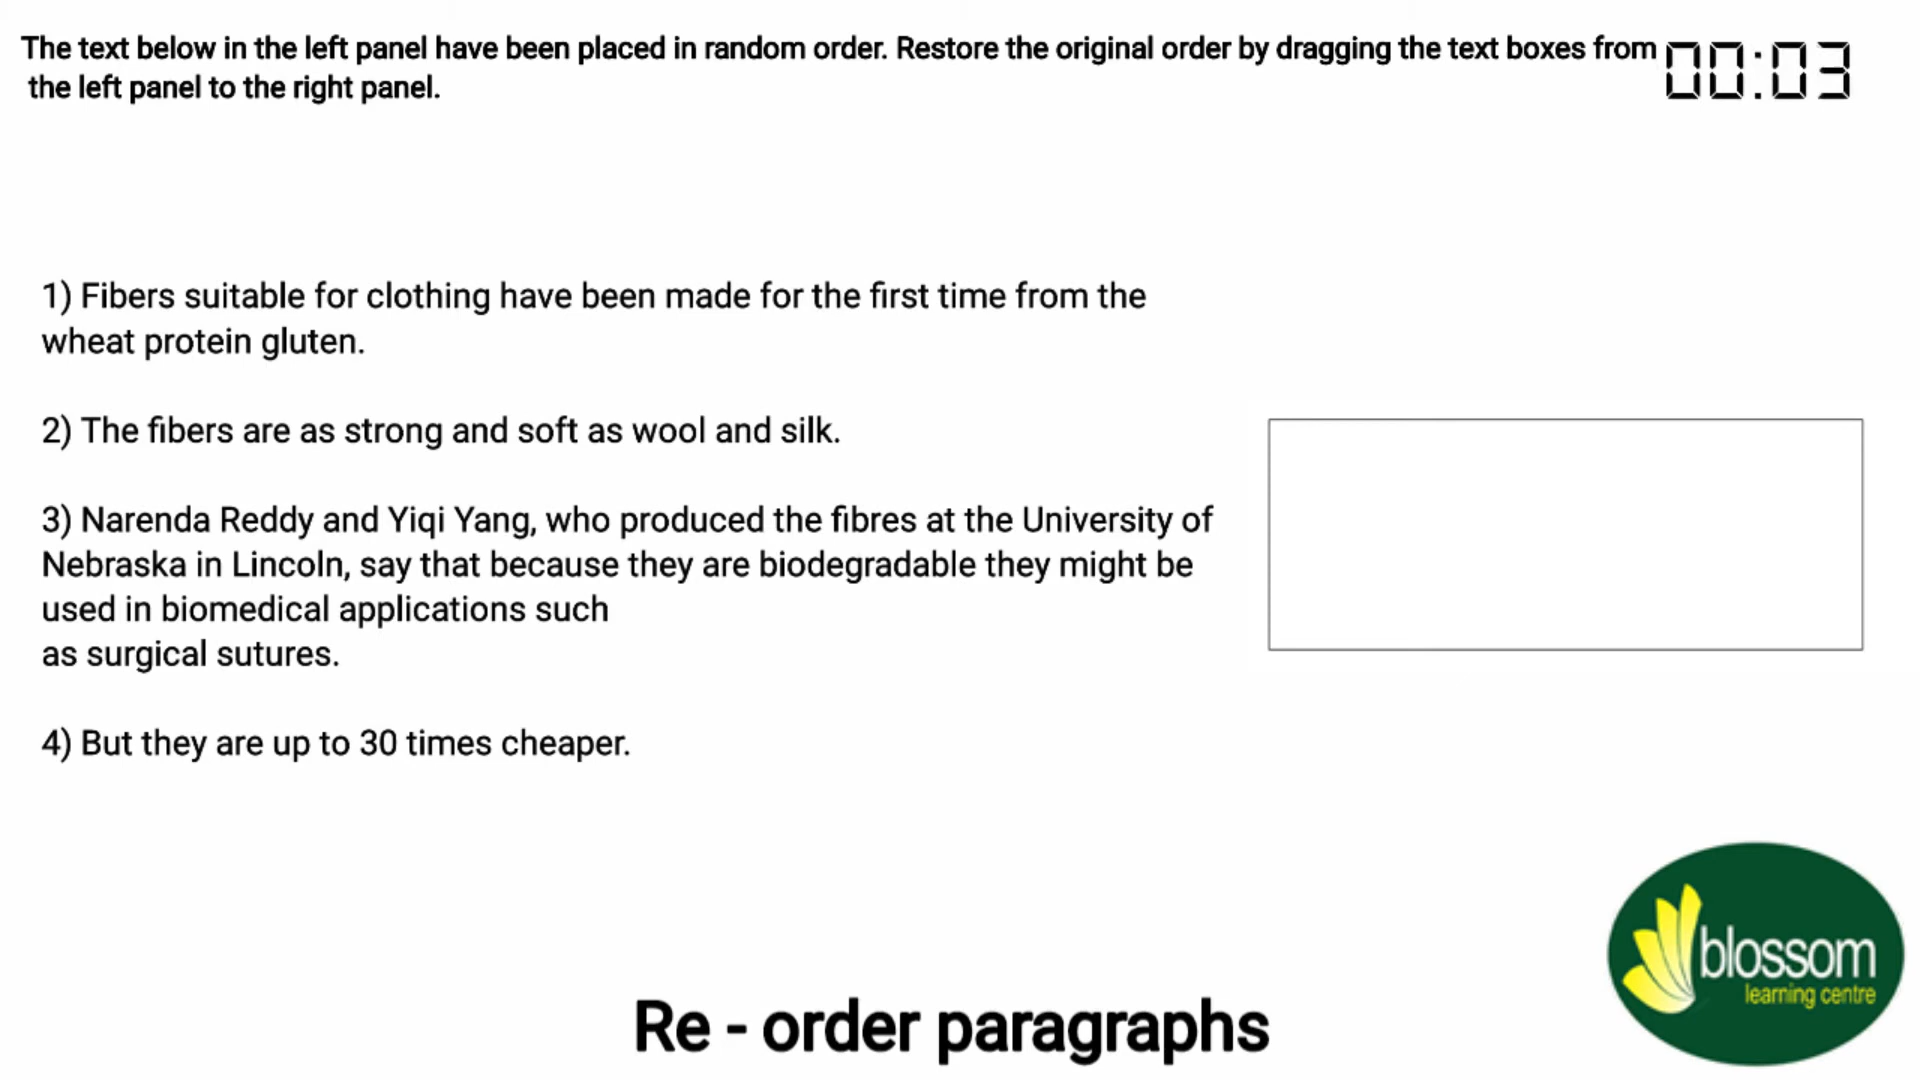 The text below in the left panel have been placed in random order. Restore the original order by dragging the text boxes from
the left panel to the right panel.
00:03
1) Fibers suitable for clothing have been made for the first time from the
wheat protein gluten.
2) The fibers are as strong and soft as wool and silk.
3) Narenda Reddy and Yiqi Yang, who produced the fibres at the University of
Nebraska in Lincoln, say that because they are biodegradable they might be
used in biomedical applications such
as surgical sutures.
4) But they are up to 30 times cheaper.
blossom
learning centre
Re - order paragraphs